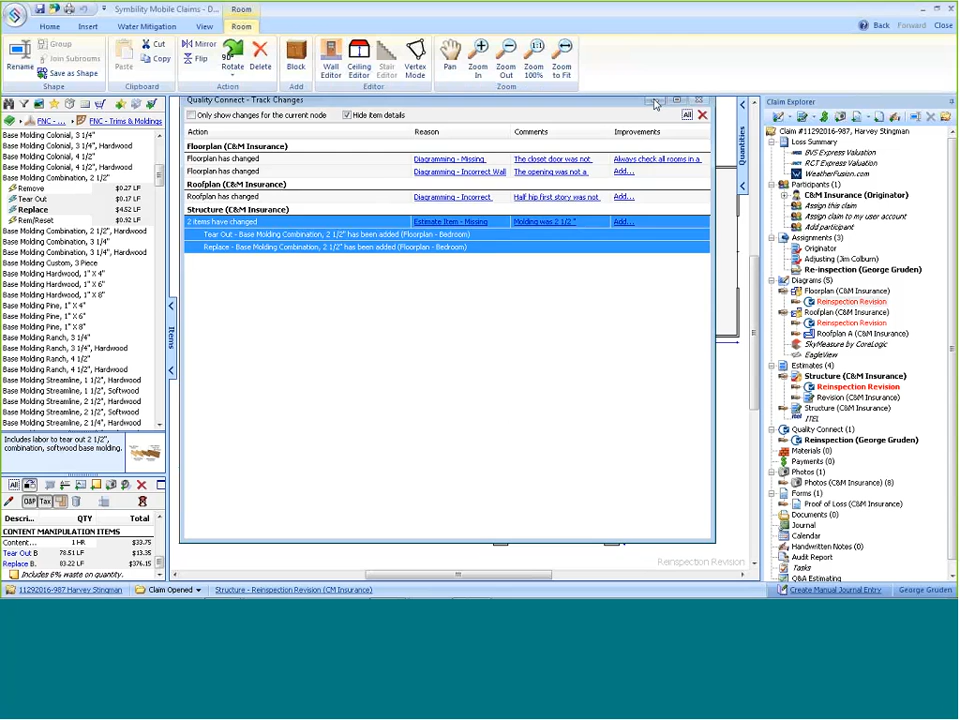 Symbility Mobile Claims - D...
Room
Home
Insert
Water Mitigation
View
Room
Back
Forward
Close
Rename
Group
Join Subrooms
Save as Shape
Shape
Paste
Cut
Copy
Clipboard
Mirror
Flip
90°
Rotate
Delete
Action
Block
Add
Wall Editor
Ceiling Editor
Stair Editor
Vertex Mode
Editor
Pan
Zoom In
Zoom Out
Zoom 100%
Zoom to Fit
Zoom
FNC - ...
FNC - Trims & Moldings
Base Molding Colonial, 3 1/4"
Base Molding Colonial, 3 1/4", Hardwood
Base Molding Colonial, 4 1/2"
Base Molding Colonial, 4 1/2", Hardwood
Base Molding Combination, 2 1/2"
Remove $0.27 LF
Tear Out $0.17 LF
Replace $4.52 LF
Rem/Reset $0.92 LF
Base Molding Combination, 2 1/2", Hardwood
Base Molding Combination, 3 1/4"
Base Molding Combination, 3 1/4", Hardwood
Base Molding Custom, 3 Piece
Base Molding Hardwood, 1" X 4"
Base Molding Hardwood, 1" X 6"
Base Molding Hardwood, 1" X 8"
Base Molding Pine, 1" X 4"
Base Molding Pine, 1" X 6"
Base Molding Pine, 1" X 8"
Base Molding Ranch, 3 1/4"
Base Molding Ranch, 3 1/4", Hardwood
Base Molding Ranch, 4 1/2"
Base Molding Ranch, 4 1/2", Hardwood
Base Molding Streamline, 1 1/2", Hardwood
Base Molding Streamline, 1 1/2", Softwood
Base Molding Streamline, 2 1/2", Hardwood
Base Molding Streamline, 2 1/2", Softwood
Includes labor to tear out 2 1/2", combination, softwood base molding.
All
O&P
Tax
Descri... QTY Total
CONTENT MANIPULATION ITEMS
Content... 1 HR $33.75
Tear Out B 78.51 LF $13.35
Replace B. 83.22 LF $376.15
Includes 6% waste on quantity.
Items
Quality Connect - Track Changes
Only show changes for the current node
Hide item details
All
Action Reason Comments Improvements
Floorplan (C&M Insurance)
Floorplan has changed Diagramming - Missing The closet door was not Always check all rooms in a
Floorplan has changed Diagramming - Incorrect Wall The opening was not a Add...
Roofplan (C&M Insurance)
Roofplan has changed Diagramming - Incorrect Half hip first story was not Add...
Structure (C&M Insurance)
2 items have changed Estimate Item - Missing Molding was 2 1/2 " Add...
Tear Out - Base Molding Combination, 2 1/2" has been added (Floorplan - Bedroom)
Replace - Base Molding Combination, 2 1/2" has been added (Floorplan - Bedroom)
Quantities
Reinspection Revision
Claim Explorer
Claim #11292016-987, Harvey Stingman
Loss Summary
BVS Express Valuation
RCT Express Valuation
WeatherFusion.com
Participants (1)
C&M Insurance (Originator)
Assign this claim
Assign claim to my user account
Add participant
Assignments (3)
Originator
Adjusting (Jim Colburn)
Re-inspection (George Gruden)
Diagrams (5)
Floorplan (C&M Insurance)
Reinspection Revision
Roofplan (C&M Insurance)
Reinspection Revision
Roofplan A (C&M Insurance)
SkyMeasure by CoreLogic
EagleView
Estimates (4)
Structure (C&M Insurance)
Reinspection Revision
Revision (C&M Insurance)
Structure (C&M Insurance)
ITEL
Quality Connect (1)
Reinspection (George Gruden)
Materials (0)
Payments (0)
Photos (1)
Photos (C&M Insurance) (8)
Forms (1)
Proof of Loss (C&M Insurance)
Documents (0)
Journal
Calendar
Handwritten Notes (0)
Audit Report
Tasks
Q&A Estimating
11292016-987 Harvey Stingman
Claim Opened
Structure - Reinspection Revision (CM Insurance)
Create Manual Journal Entry
George Gruden